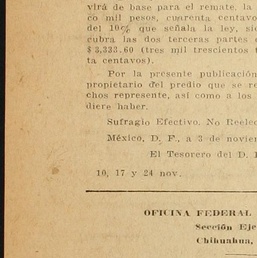 virá de base para el remate, la
co mil pesos, cuarenta centavo
del 10% que señala la ley, sie
cubra las dos terceras partes
$3,333.60 (tres mil trescientos t
ta centavos).
Por la presente publicación
propietario del predio que se re
chos represente, así como a los
diere haber.
Sufragio Efectivo. No Reelec
México, D. F., a 3 de noviem
El Tesorero del D. F
10, 17 y 24 nov.
OFICINA FEDERAL
Sección Eje
Chihuahua,